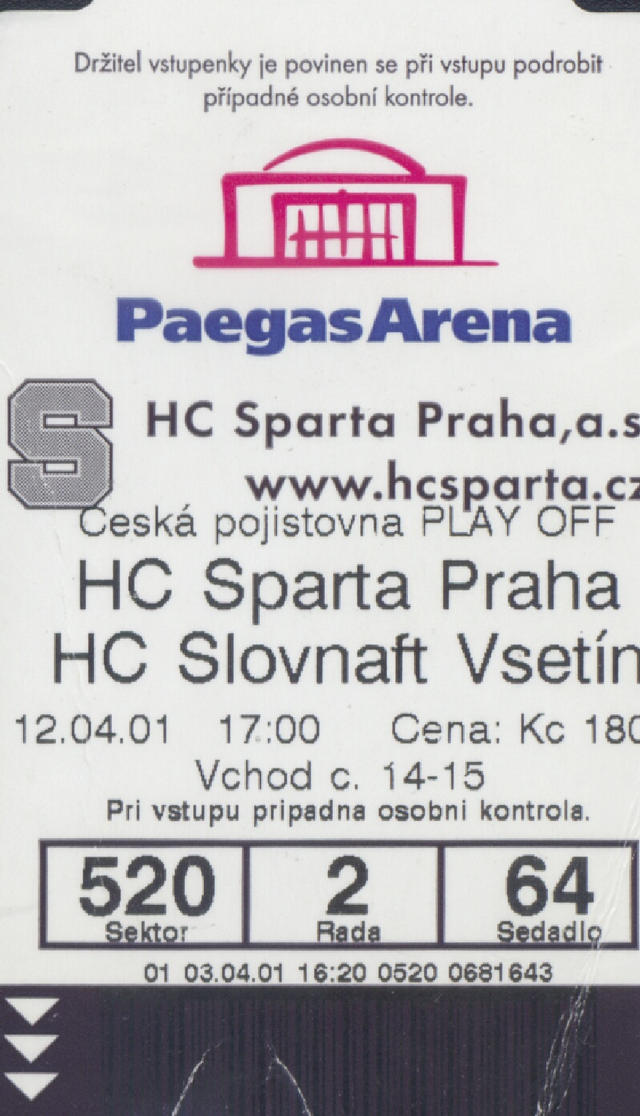 Držitel vstupenky je povinen se při vstupu podrobit
případné osobní kontrole.
Paegas Arena
S HC Sparta Praha,a.s
www.hcsparta.cz
Ceská pojistovna PLAY OFF
HC Sparta Praha
HC Slovnaft Vsetín
12.04.01 17:00 Cena: Kc 180
Vchod c. 14-15
Pri vstupu pripadna osobni kontrola.
520 2 64
Sektor Rada Sedadlo
01 03.04.01 16:20 0520 0681643